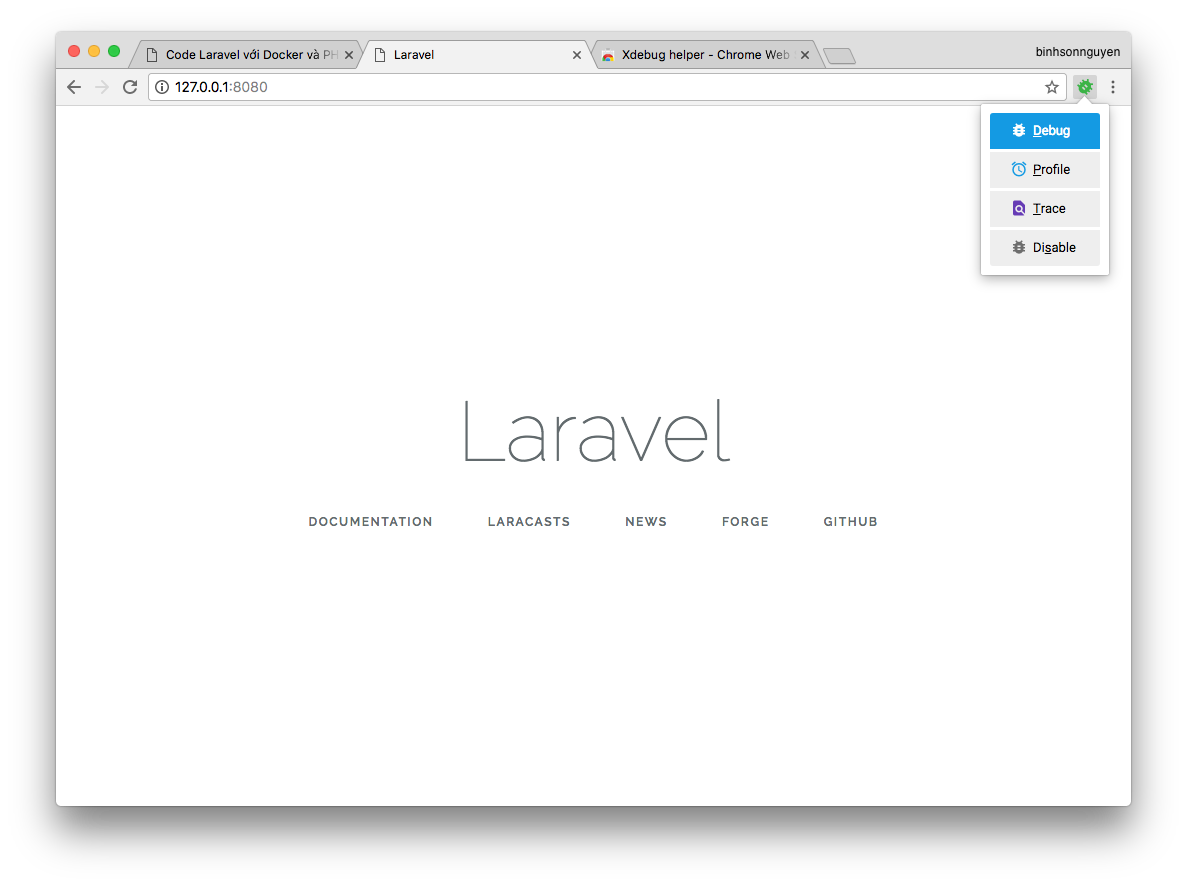 Code Laravel với Docker và PH
Laravel
Xdebug helper - Chrome Web
binhsonnguyen
127.0.0.1:8080
Debug
Profile
Trace
Disable
Laravel
DOCUMENTATION LARACASTS NEWS FORGE GITHUB